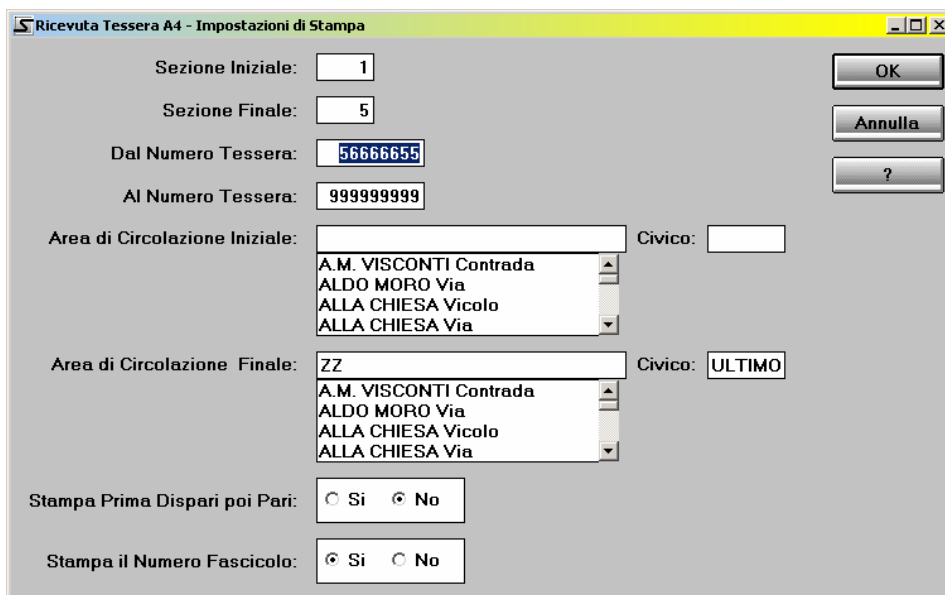 Ricevuta Tessera A4 - Impostazioni di Stampa
Sezione Iniziale: 1
OK
Sezione Finale: 5
Annulla
Dal Numero Tessera: 56666655
?
Al Numero Tessera: 999999999
Area di Circolazione Iniziale: Civico:
A.M. VISCONTI Contrada
ALDO MORO Via
ALLA CHIESA Vicolo
ALLA CHIESA Via
Area di Circolazione Finale: ZZ Civico: ULTIMO
A.M. VISCONTI Contrada
ALDO MORO Via
ALLA CHIESA Vicolo
ALLA CHIESA Via
Stampa Prima Dispari poi Pari: Si No
Stampa il Numero Fascicolo: Si No